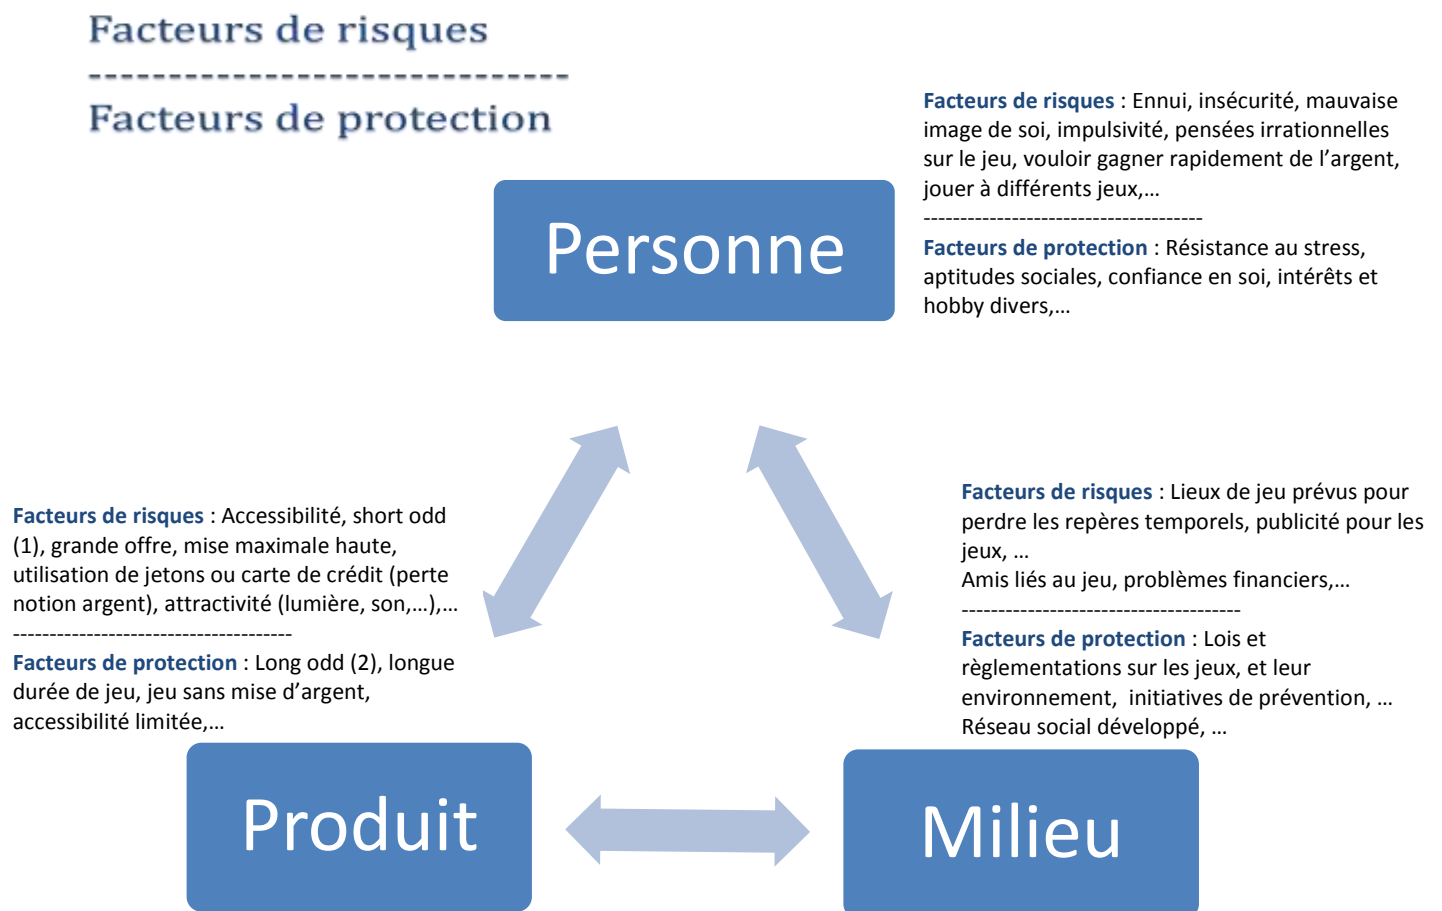 Facteurs de risques
------------------------------
Facteurs de protection
Facteurs de risques : Ennui, insécurité, mauvaise
image de soi, impulsivité, pensées irrationnelles
sur le jeu, vouloir gagner rapidement de l’argent,
jouer à différents jeux,…
--------------------------------------
Facteurs de protection : Résistance au stress,
aptitudes sociales, confiance en soi, intérêts et
hobby divers,…
Personne
Facteurs de risques : Accessibilité, short odd
(1), grande offre, mise maximale haute,
utilisation de jetons ou carte de crédit (perte
notion argent), attractivité (lumière, son,…),…
--------------------------------------
Facteurs de protection : Long odd (2), longue
durée de jeu, jeu sans mise d’argent,
accessibilité limitée,…
Facteurs de risques : Lieux de jeu prévus pour
perdre les repères temporels, publicité pour les
jeux, …
Amis liés au jeu, problèmes financiers,…
--------------------------------------
Facteurs de protection : Lois et
règlementations sur les jeux, et leur
environnement, initiatives de prévention, …
Réseau social développé, …
Produit
Milieu